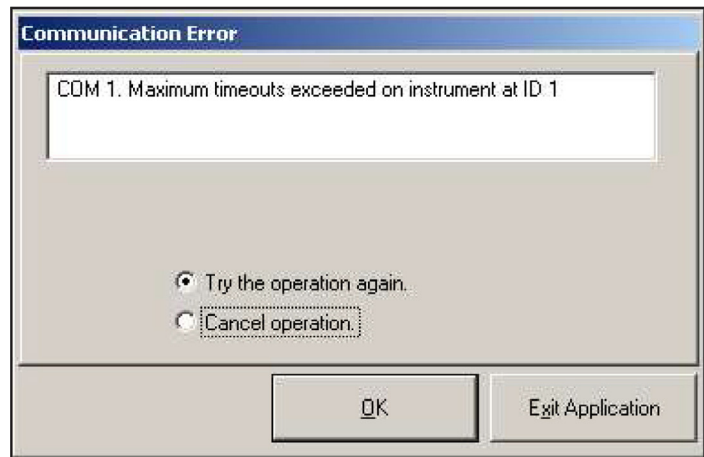 Communication Error
COM 1. Maximum timeouts exceeded on instrument at ID 1
Try the operation again.
Cancel operation.
OK
Exit Application